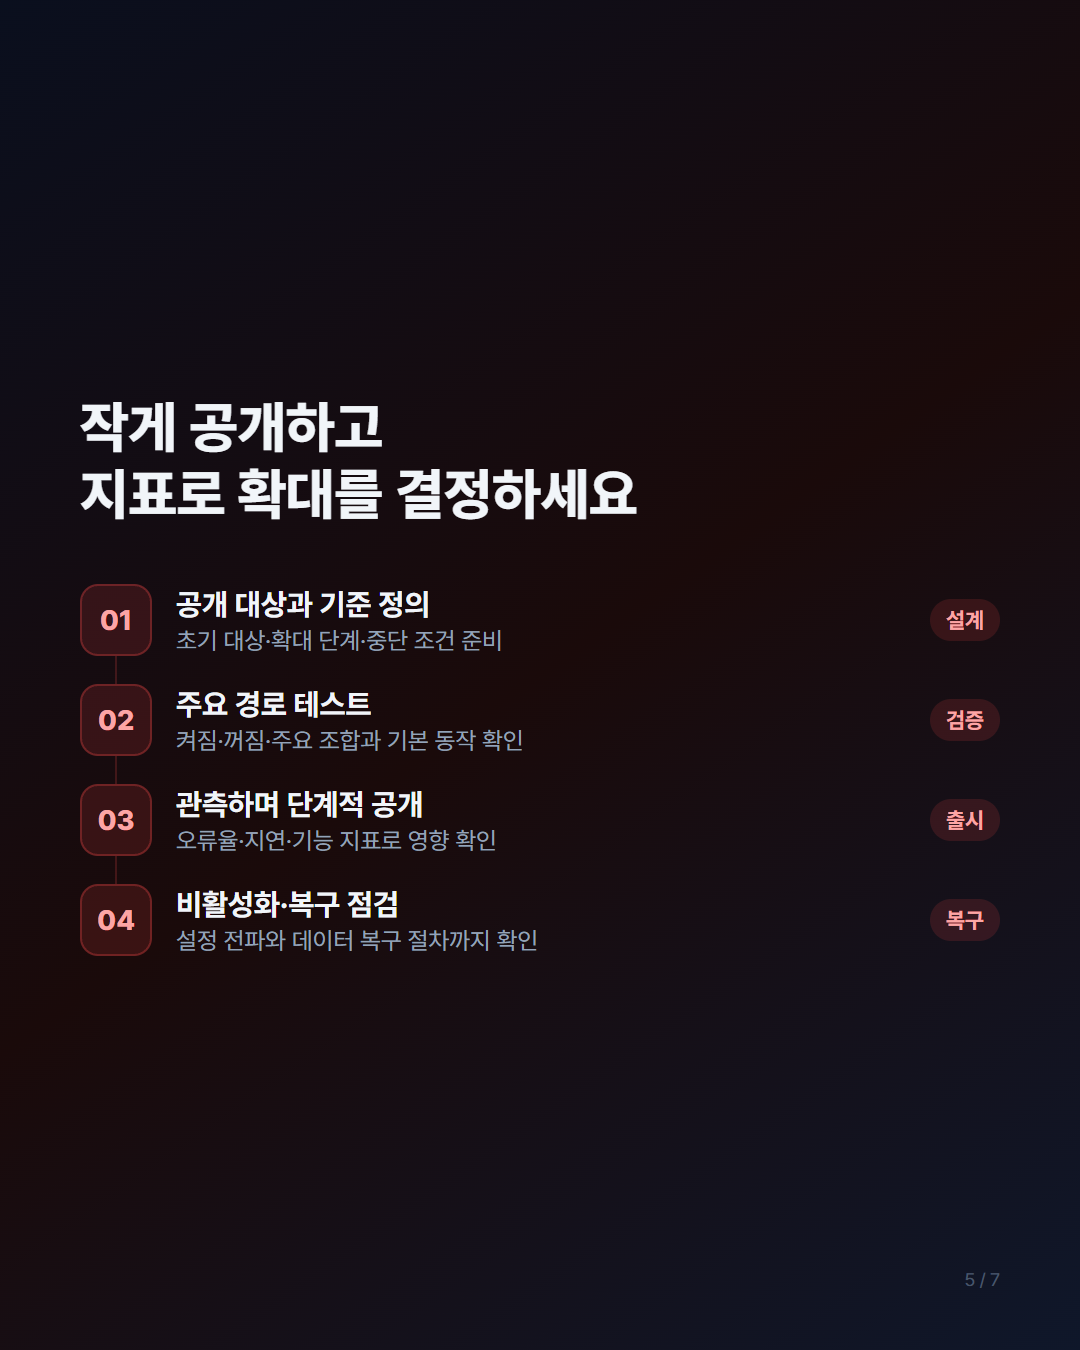 작게 공개하고
지표로 확대를 결정하세요
01
공개 대상과 기준 정의
초기 대상·확대 단계·중단 조건 준비
설계
02
주요 경로 테스트
켜짐·꺼짐·주요 조합과 기본 동작 확인
검증
03
관측하며 단계적 공개
오류율·지연·기능 지표로 영향 확인
출시
04
비활성화·복구 점검
설정 전파와 데이터 복구 절차까지 확인
복구
5 / 7